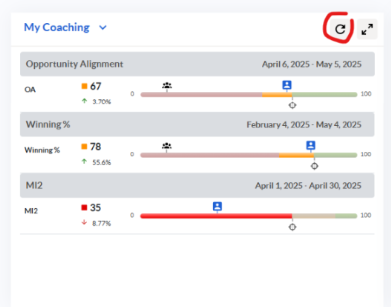 My Coaching
Opportunity Alignment April 6, 2025 - May 5, 2025
OA 67 0 100
3.70%
Winning % February 4, 2025 - May 4, 2025
Winning % 78 0 100
55.6%
MI2 April 1, 2025 - April 30, 2025
MI2 35 0 100
8.77%